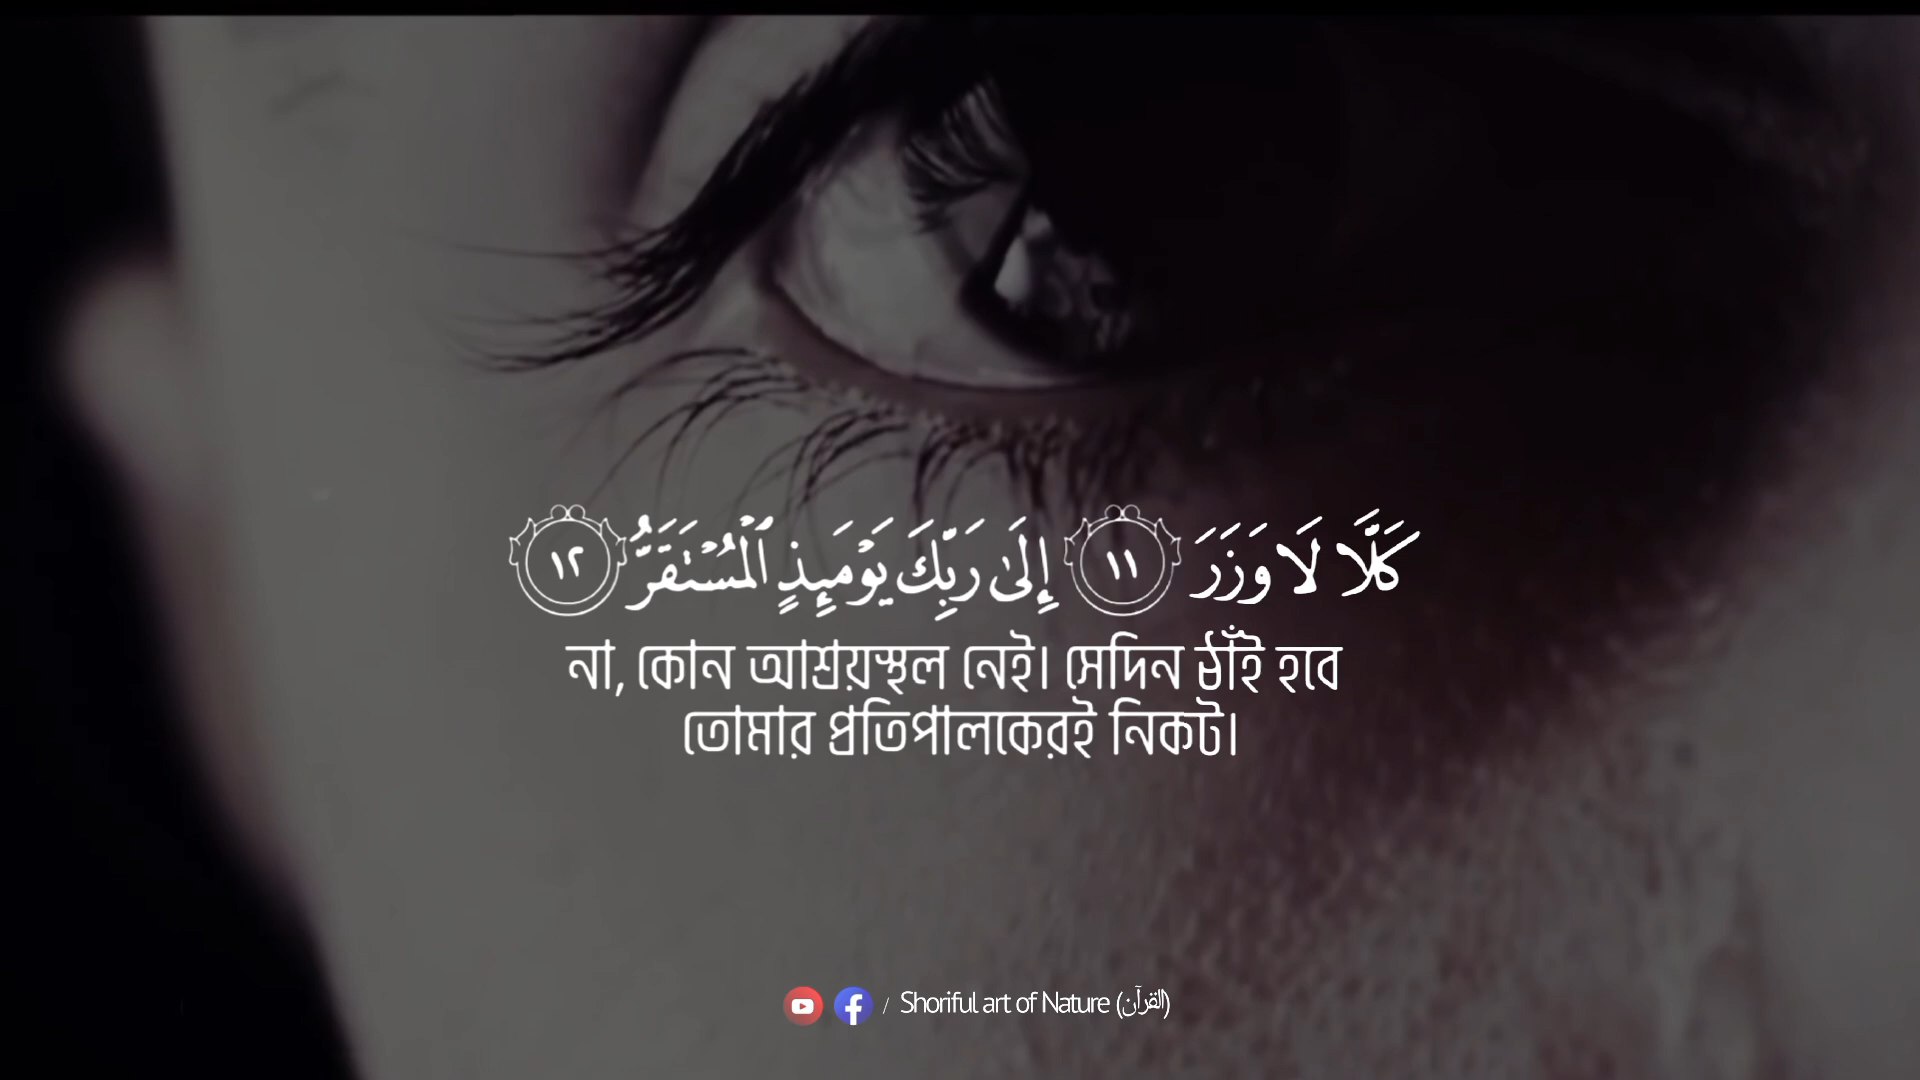 كَلَّا لَا وَزَرَ ١١ إِلَىٰ رَبِّكَ يَوْمَئِذٍ ٱلْمُسْتَقَرُّ ١٢
না, কোন আশ্রয়স্থল নেই। সেদিন ঠাঁই হবে
তোমার প্রতিপালকেরই নিকট।
/ Shoriful art of Nature (القرآن)